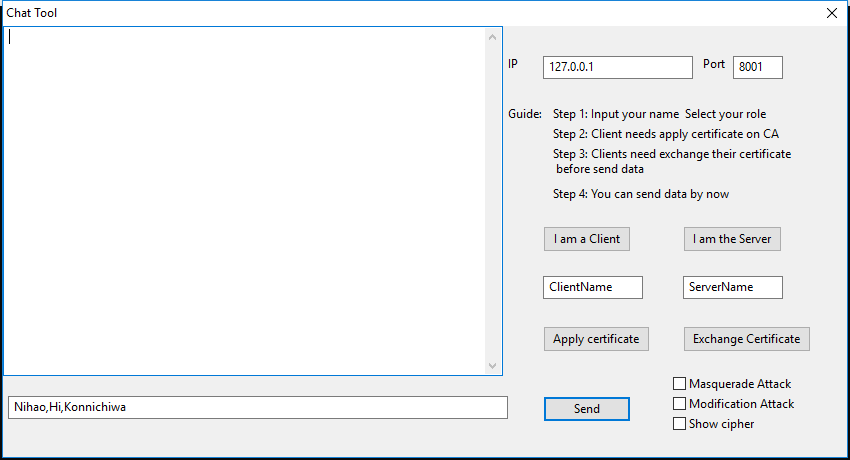 Chat Tool
IP 127.0.0.1 Port 8001
Guide: Step 1: Input your name  Select your role
Step 2: Client needs apply certificate on CA
Step 3: Clients need exchange their certificate
before send data
Step 4: You can send data by now
I am a Client I am the Server
ClientName ServerName
Apply certificate Exchange Certificate
Masquerade Attack
Nihao,Hi,Konnichiwa Send Modification Attack
Show cipher